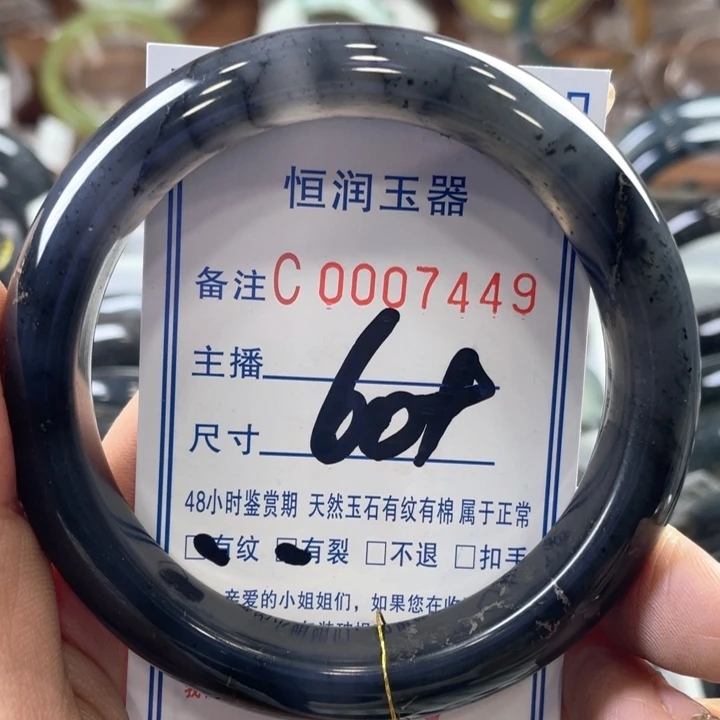 恒润玉器
备注C0007449
主播
尺寸 60
48小时鉴赏期 天然玉石有纹有棉 属于正常
□有纹 □有裂 □不退 □扣手
亲爱的小姐姐们，如果您在收